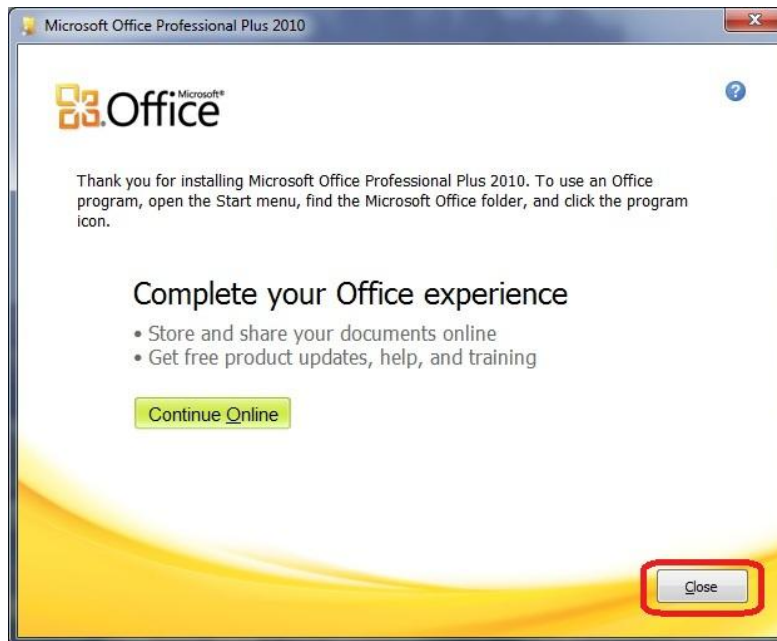 Microsoft Office Professional Plus 2010
Microsoft®
Office
Thank you for installing Microsoft Office Professional Plus 2010. To use an Office
program, open the Start menu, find the Microsoft Office folder, and click the program
icon.
Complete your Office experience
• Store and share your documents online
• Get free product updates, help, and training
Continue Online
Close